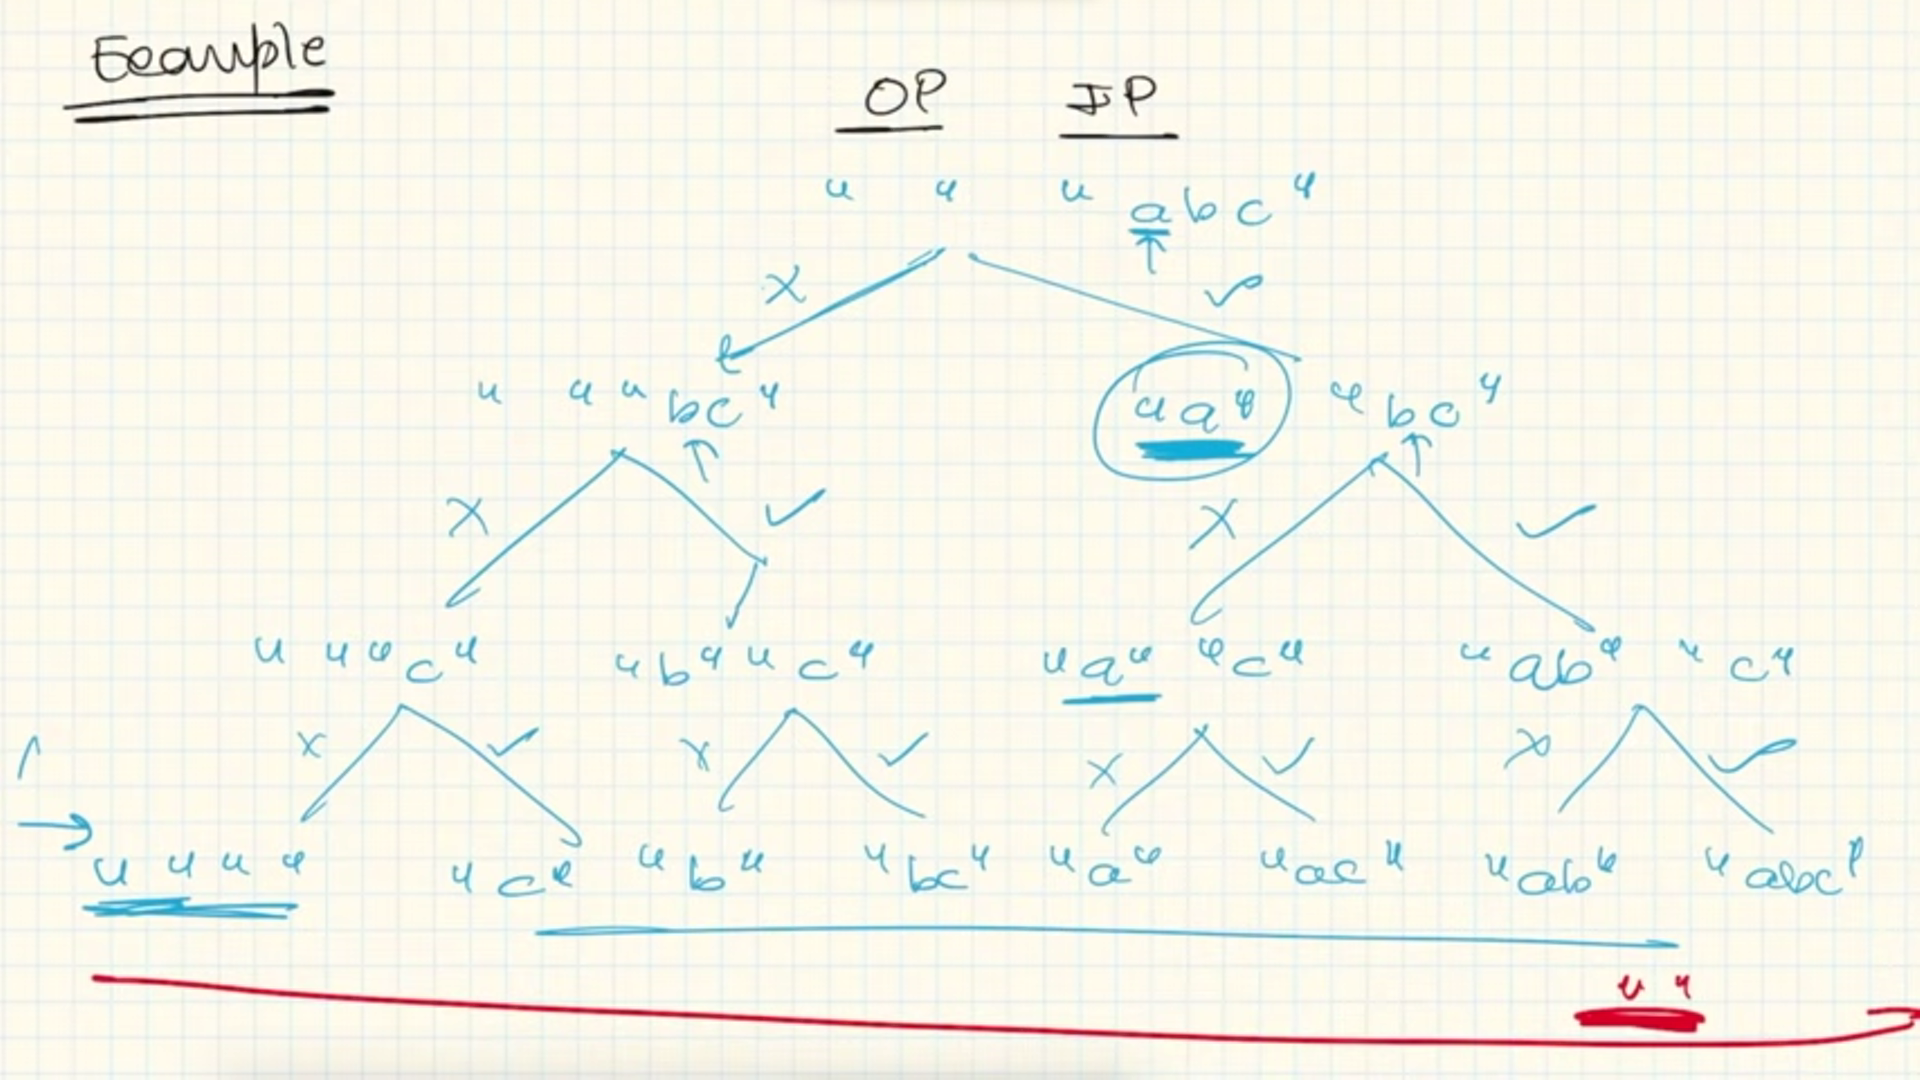 Example
OP IP
" " "abc"
X ✓
" " "bc" "a" "bc"
X ✓ X ✓
" " "c" "b" "c" "a" "c" "ab" "c"
X ✓ X ✓ X ✓ X ✓
" " " " "c" "b" "bc" "a" "ac" "ab" "abc"
" "